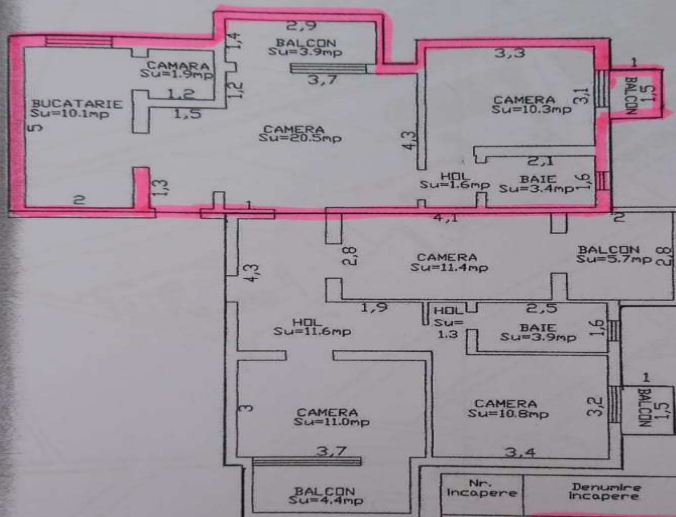 2,9
BALCON
Su=3.9mp
1,4
3,7
CAMARA
Su=1.9mp
1,2
1,5
1,2
BUCATARIE
Su=10.1mp
5
2
1,3
CAMERA
Su=20.5mp
4,3
3,3
CAMERA
Su=10.3mp
3,1
1
BALCON
1,5
HOL
Su=1.6mp
2,1
BAIE
Su=3.4mp
1,6
1
4,1
2
4,3
2,8
CAMERA
Su=11.4mp
BALCON
Su=5.7mp
2,8
1,9
HOL
Su=11.6mp
HOL
Su=
1.3
2,5
BAIE
Su=3.9mp
1,6
3
CAMERA
Su=11.0mp
3,7
CAMERA
Su=10.8mp
3,2
3,4
1
BALCON
1,5
BALCON
Su=4.4mp
Nr.
incapere
Denumire
incapere